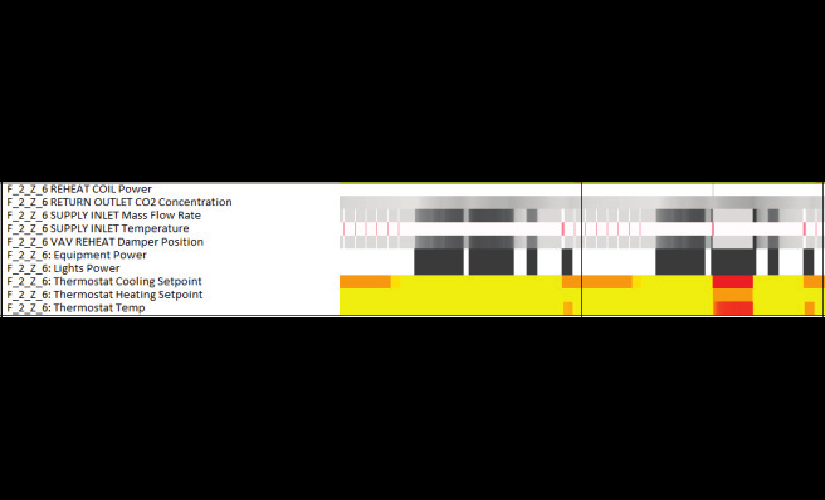 F_2_Z_6 REHEAT COIL Power
F_2_Z_6 RETURN OUTLET CO2 Concentration
F_2_Z_6 SUPPLY INLET Mass Flow Rate
F_2_Z_6 SUPPLY INLET Temperature
F_2_Z_6 VAV REHEAT Damper Position
F_2_Z_6: Equipment Power
F_2_Z_6: Lights Power
F_2_Z_6: Thermostat Cooling Setpoint
F_2_Z_6: Thermostat Heating Setpoint
F_2_Z_6: Thermostat Temp